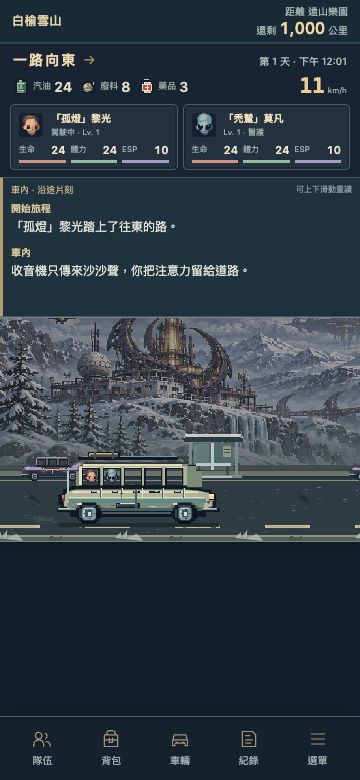 白榆雪山
距離 遠山樂園
還剩 1,000 公里
一路向東 →
第 1 天 · 下午 12:01
汽油 24 廢料 8 藥品 3
11 km/h
「孤燈」黎光
駕駛中 · Lv. 1
生命 24 體力 24 ESP 10
「禿鷲」莫凡
Lv. 1 · 醫護
生命 24 體力 24 ESP 10
車內 · 沿途片刻
可上下滑動重讀
開始旅程
「孤燈」黎光踏上了往東的路。
車內
收音機只傳來沙沙聲，你把注意力留給道路。
隊伍
背包
車輛
紀錄
選單